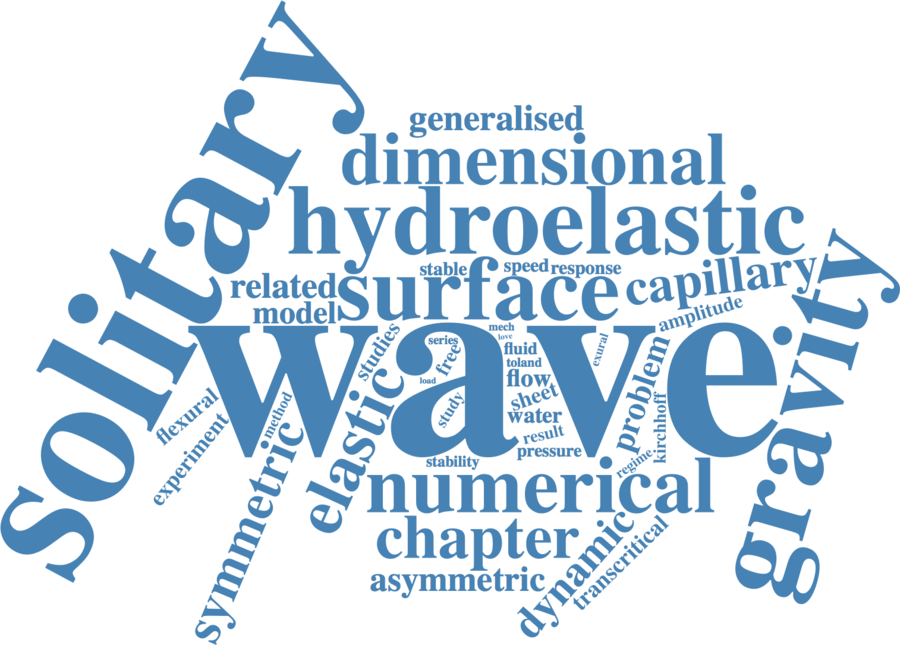 solitary
generalised
dimensional
hydroelastic
stable
speed
response
related
surface
capillary
gravity
model
amplitude
wave
studies
series
free
mech
love
fluid
toland
exural
load
flow
sheet
study
water
result
pressure
problem
kirchhoff
regime
flexural
experiment
method
symmetric
elastic
stability
numerical
chapter
asymmetric
dynamic
transcritical